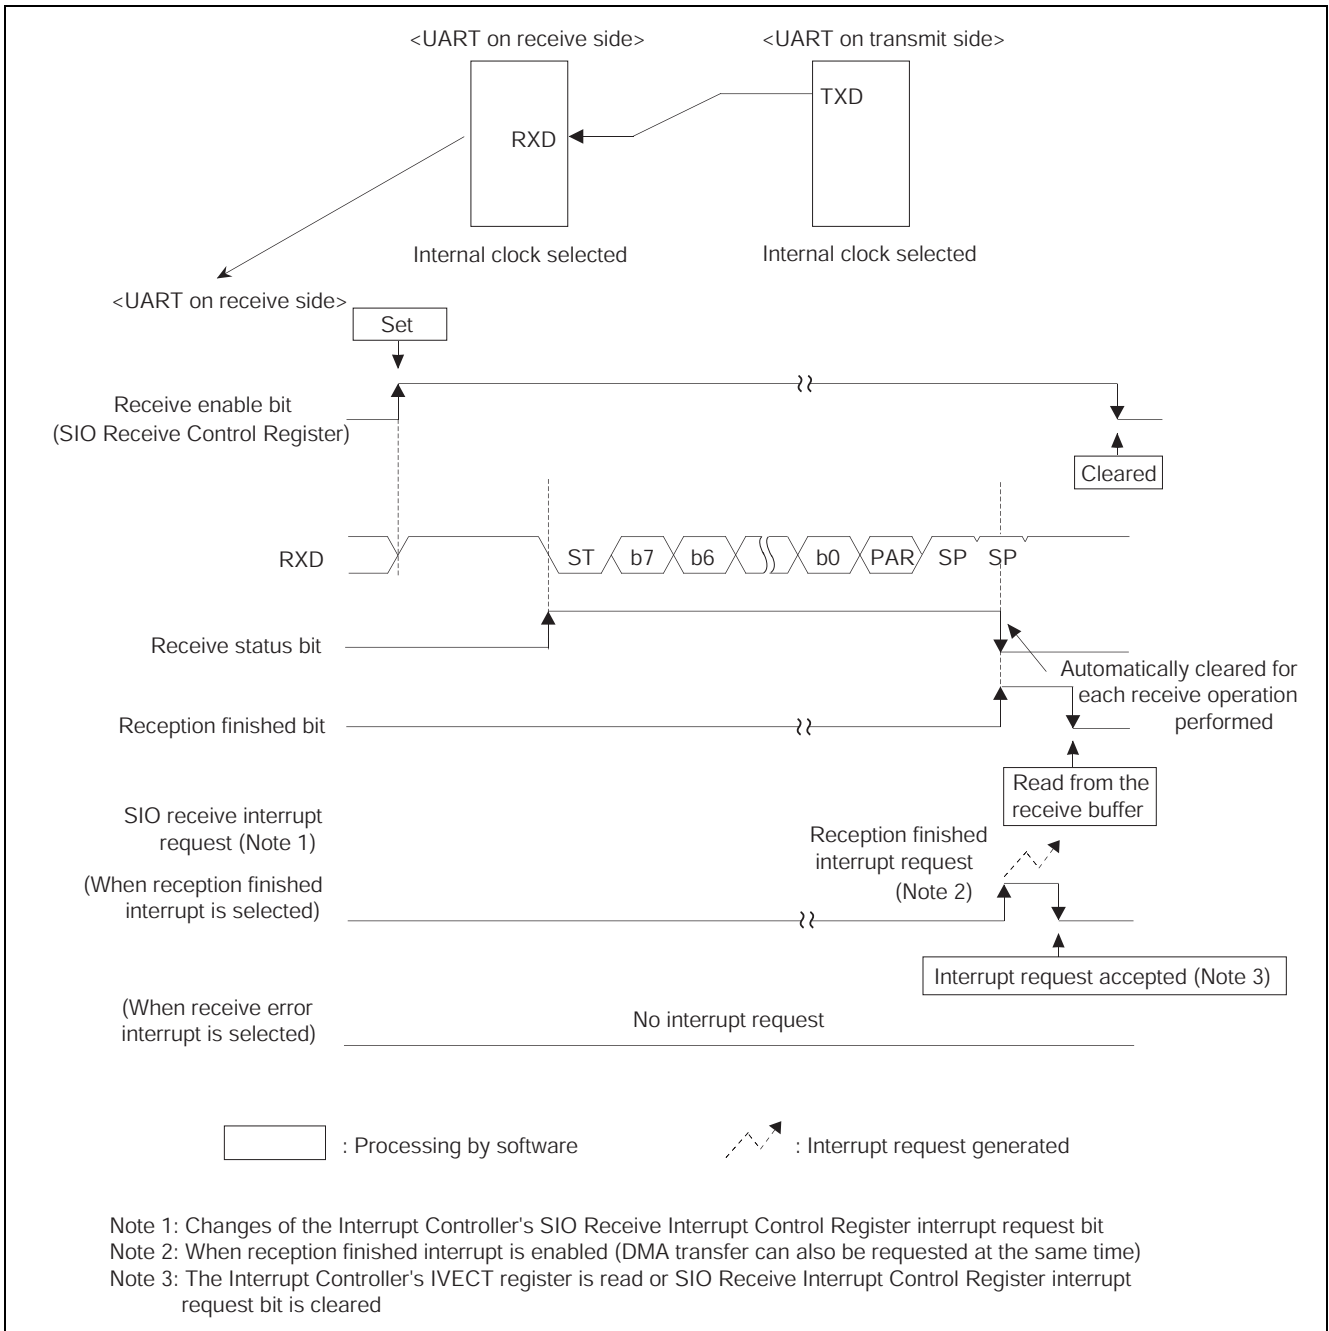 <UART on receive side>
<UART on transmit side>
TXD
RXD
Internal clock selected
Internal clock selected
<UART on receive side>
Set
Receive enable bit
(SIO Receive Control Register)
Cleared
RXD
ST
b7
b6
b0
PAR
SP
SP
Receive status bit
Automatically cleared for
each receive operation
performed
Reception finished bit
Read from the
receive buffer
SIO receive interrupt
request (Note 1)
Reception finished
interrupt request
(Note 2)
(When reception finished
interrupt is selected)
Interrupt request accepted (Note 3)
(When receive error
interrupt is selected)
No interrupt request
: Processing by software
: Interrupt request generated
Note 1: Changes of the Interrupt Controller's SIO Receive Interrupt Control Register interrupt request bit
Note 2: When reception finished interrupt is enabled (DMA transfer can also be requested at the same time)
Note 3: The Interrupt Controller's IVECT register is read or SIO Receive Interrupt Control Register interrupt
request bit is cleared